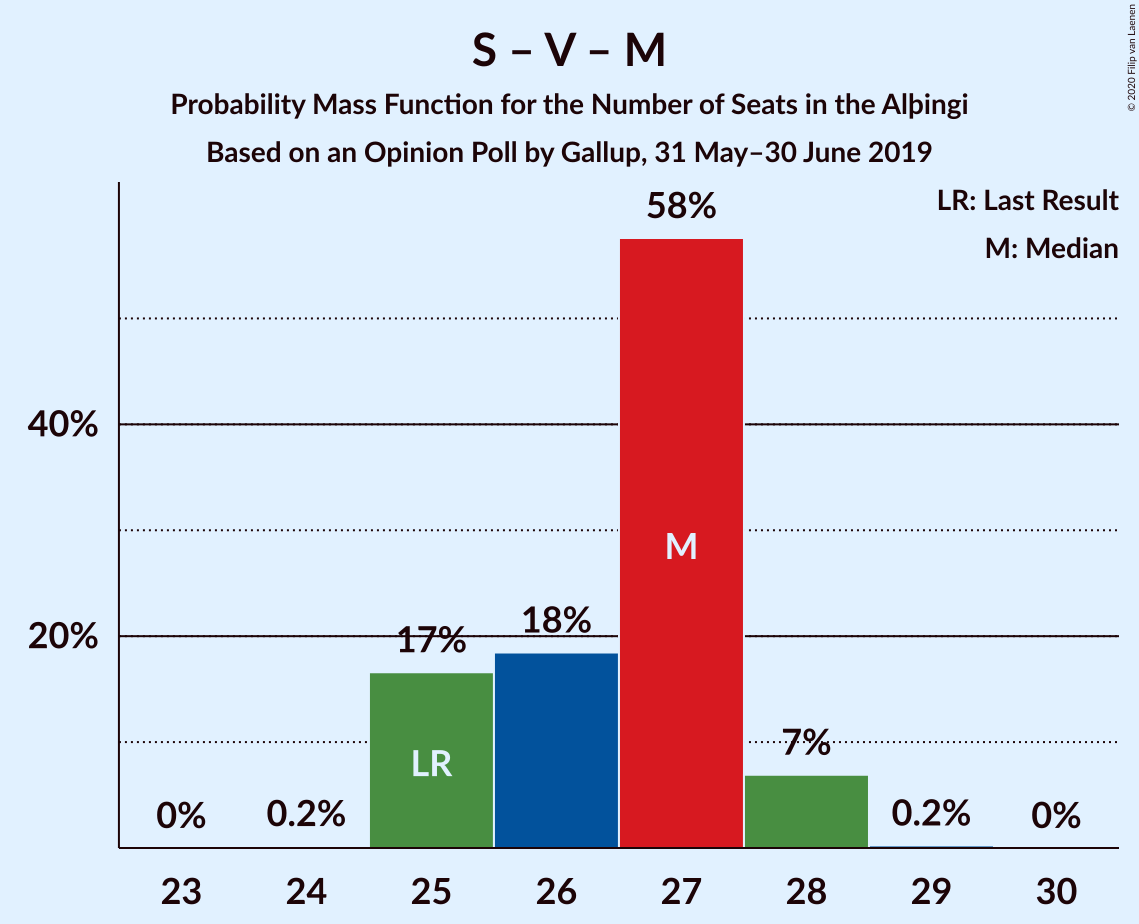 S – V – M
Probability Mass Function for the Number of Seats in the Alþingi
Based on an Opinion Poll by Gallup, 31 May–30 June 2019
© 2020 Filip van Laenen
LR: Last Result
M: Median
58%
40%
M
18%
17%
20%
7%
LR
0%
0.2%
0.2%
0%
23
24
25
26
27
28
29
30